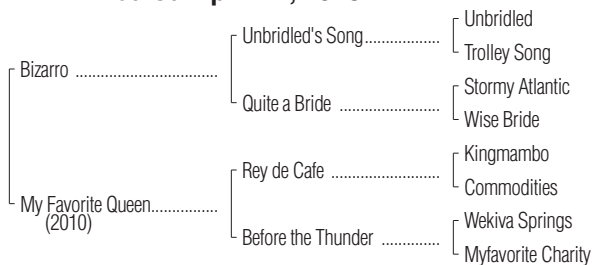 Unbridled
Unbridled's Song
Trolley Song
Bizarro
Stormy Atlantic
Quite a Bride
Wise Bride
Kingmambo
Rey de Cafe
Commodities
My Favorite Queen
(2010)
Wekiva Springs
Before the Thunder
Myfavorite Charity